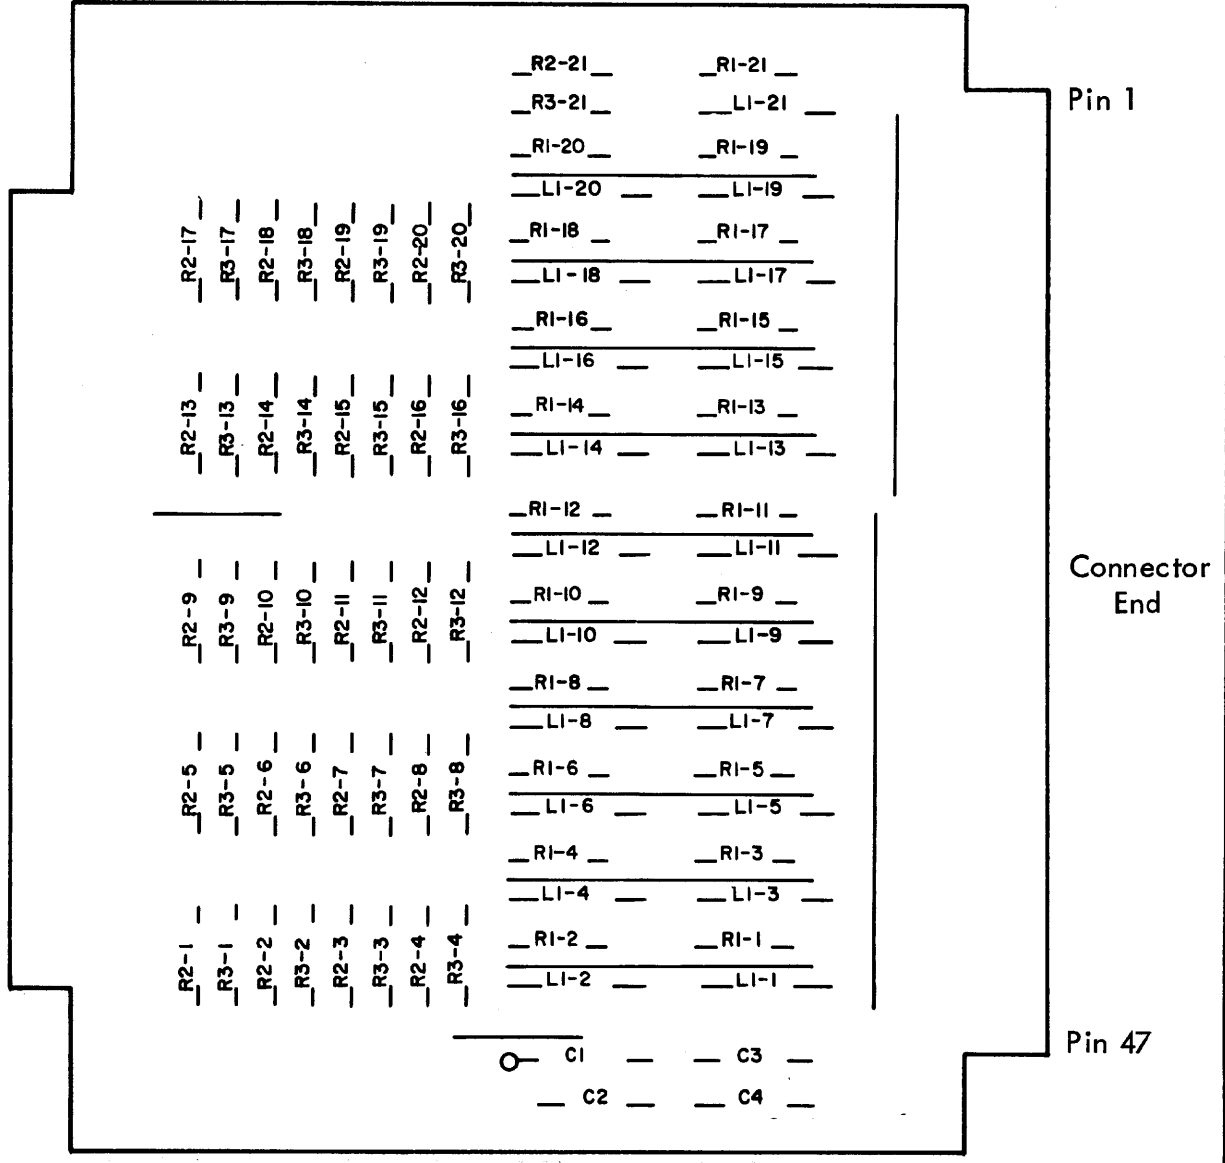 R2-21 R1-21
Pin 1
R3-21 L1-21
R1-20 R1-19
L1-20 L1-19
R2-17 R3-17 R2-18 R3-18 R2-19 R3-19 R2-20 R3-20
R1-18 R1-17
L1-18 L1-17
R1-16 R1-15
L1-16 L1-15
R2-13 R3-13 R2-14 R3-14 R2-15 R3-15 R2-16 R3-16
R1-14 R1-13
L1-14 L1-13
R1-12 R1-11
L1-12 L1-11
Connector
End
R2-9 R3-9 R2-10 R3-10 R2-11 R3-11 R2-12 R3-12
R1-10 R1-9
L1-10 L1-9
R1-8 R1-7
L1-8 L1-7
R2-5 R3-5 R2-6 R3-6 R2-7 R3-7 R2-8 R3-8
R1-6 R1-5
L1-6 L1-5
R1-4 R1-3
L1-4 L1-3
R2-1 R3-1 R2-2 R3-2 R2-3 R3-3 R2-4 R3-4
R1-2 R1-1
L1-2 L1-1
Pin 47
C1 C3
C2 C4